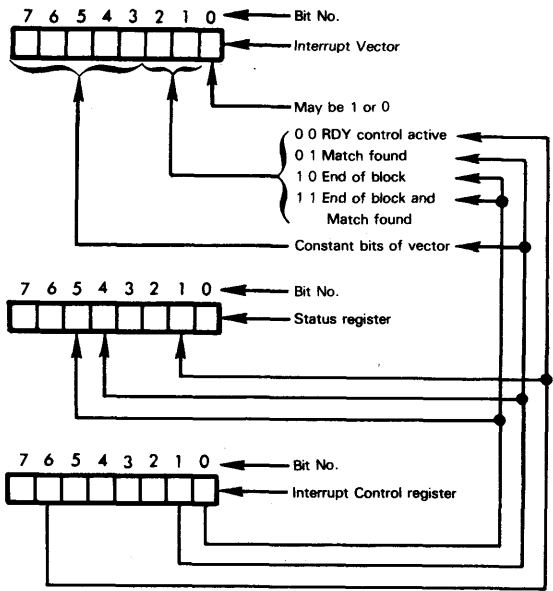 7 6 5 4 3 2 1 0 Bit No.
Interrupt Vector
May be 1 or 0
0 0 RDY control active
0 1 Match found
1 0 End of block
1 1 End of block and
Match found
Constant bits of vector
7 6 5 4 3 2 1 0 Bit No.
Status register
7 6 5 4 3 2 1 0 Bit No.
Interrupt Control register